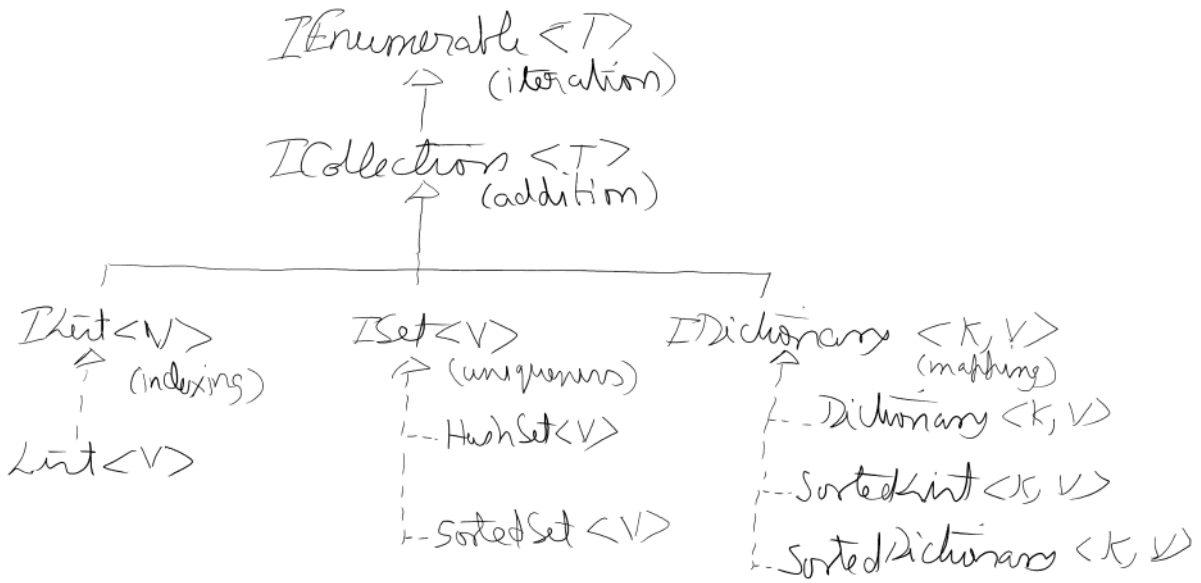 IEnumerable <T>
(iteration)
ICollection <T>
(addition)
IList<V>
(indexing)
List<V>
ISet<V>
(uniqueness)
HashSet<V>
SortedSet <V>
IDictionary <K, V>
(mapping)
Dictionary <K, V>
SortedList <K, V>
SortedDictionary <K, V>